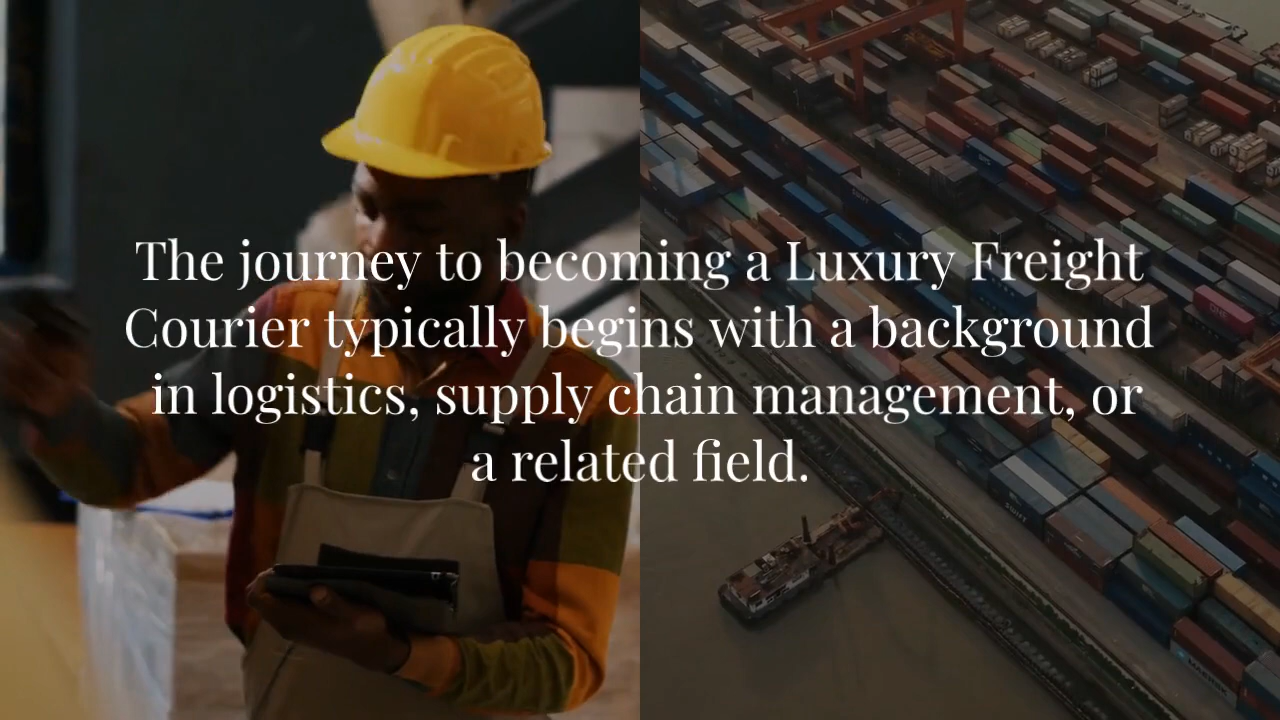 The journey to becoming a Luxury Freight
Courier typically begins with a background
in logistics, supply chain management, or
a related field.
SWIFT